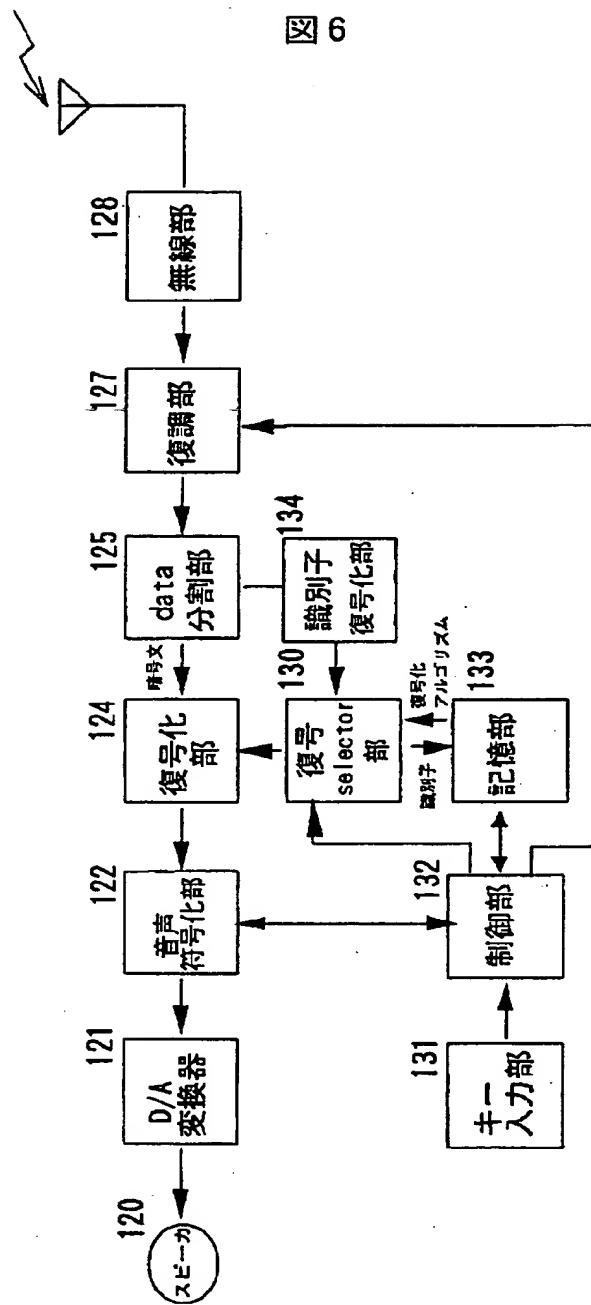 図6
128
無線部
127
復調部
125
data
分割部
134
識別子
復号化部
暗号文
124
復号化
部
130
復号
selector
部
復号化
アルゴリズム
識別子
133
記憶部
122
音声
符号化部
132
制御部
121
D/A
変換器
131
キー
入力部
120
スピーカ